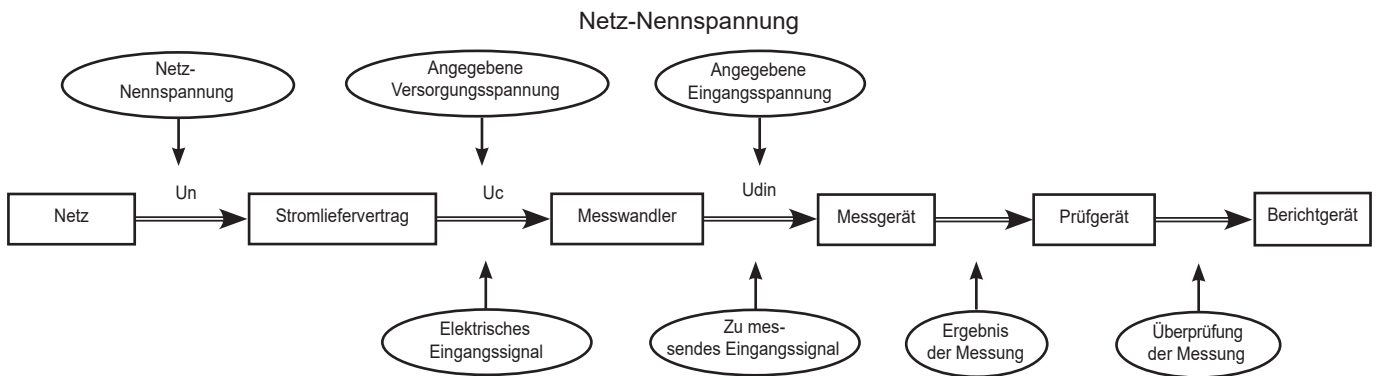 Netz-Nennspannung
Netz-
Nennspannung
Angegebene
Versorgungsspannung
Angegebene
Eingangsspannung
Un
Uc
Udin
Netz
Stromliefervertrag
Messwandler
Messgerät
Prüfgerät
Berichtgerät
Elektrisches
Eingangssignal
Zu mes-
sendes Eingangssignal
Ergebnis
der Messung
Überprüfung
der Messung